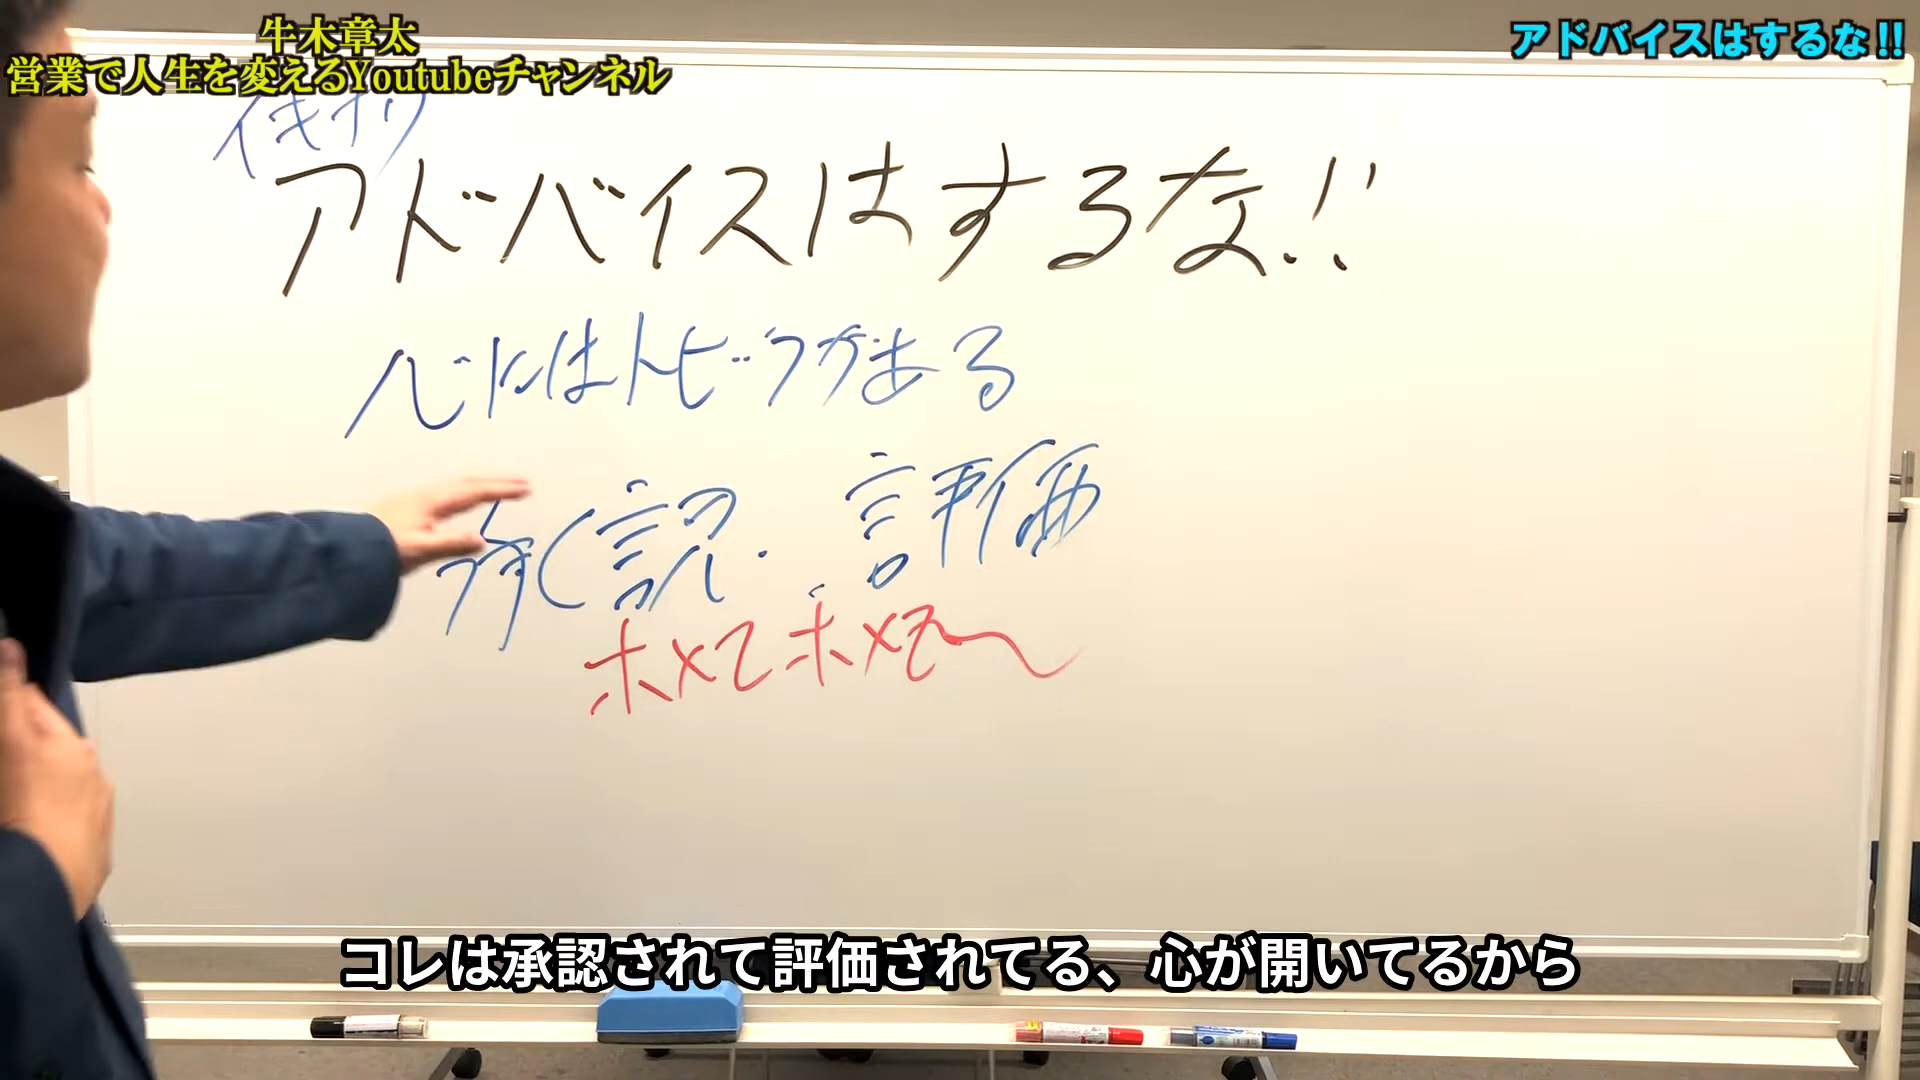 牛木章太
営業で人生を変えるYoutubeチャンネル
アドバイスはするな!!
イキナリ
アドバイスはするな!!
心にはトビラがある
承認・評価
ホメてホメて〜
コレは承認されて評価されてる、心が開いてるから